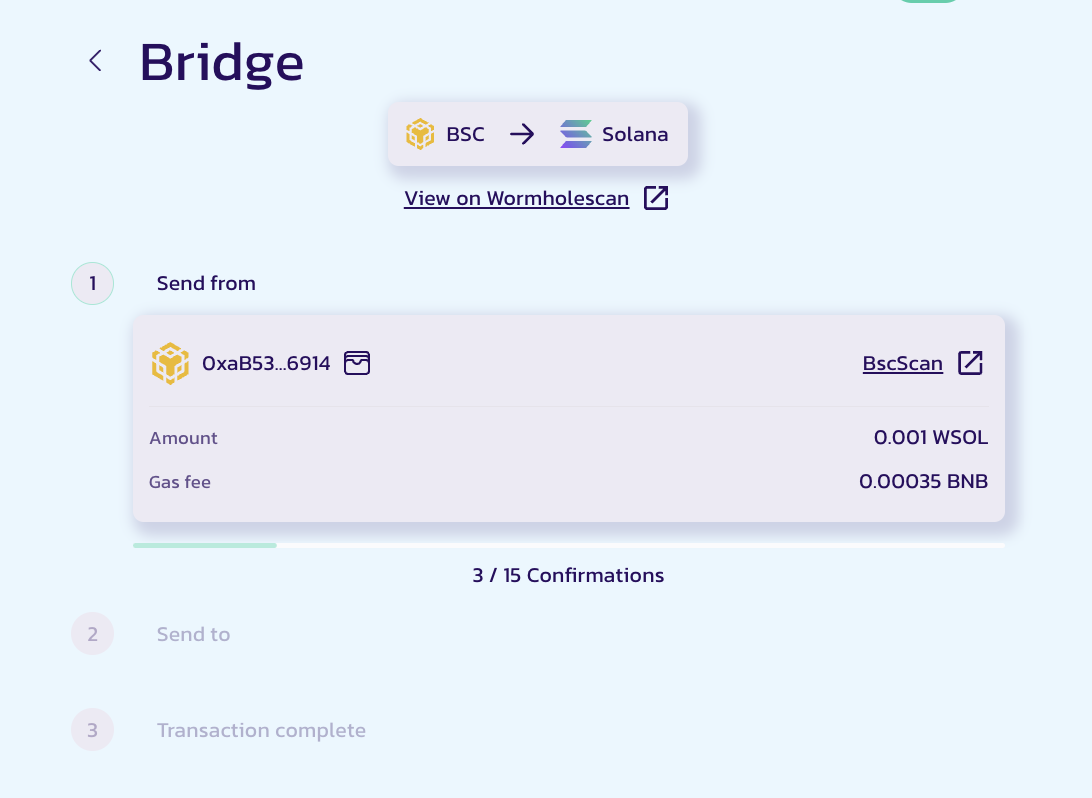 Bridge
BSC → Solana
View on Wormholescan
1 Send from
0xaB53...6914 BscScan
Amount 0.001 WSOL
Gas fee 0.00035 BNB
3 / 15 Confirmations
2 Send to
3 Transaction complete